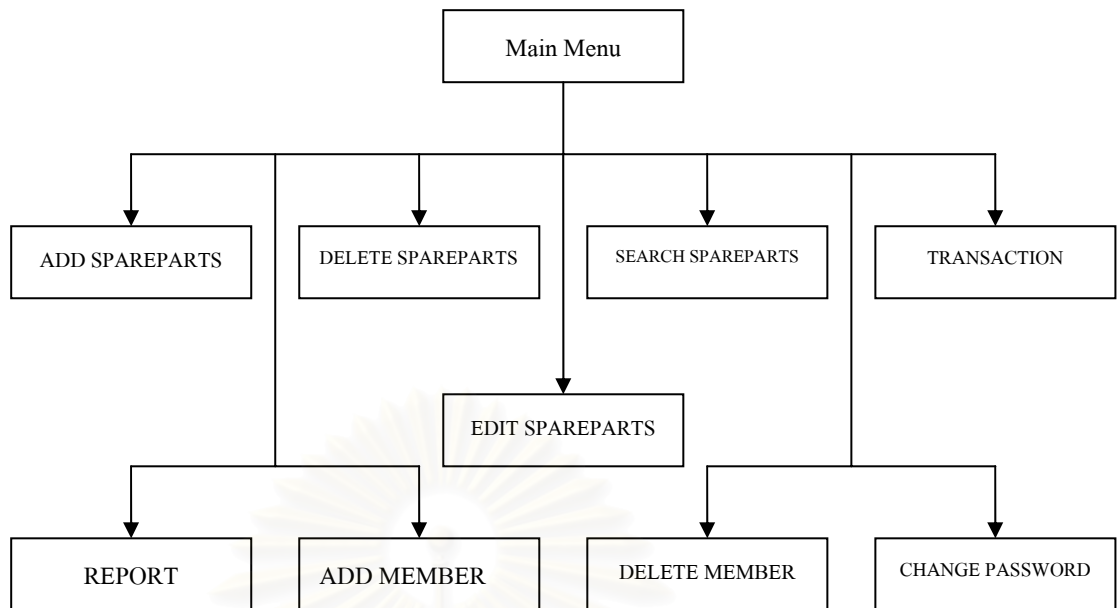 Main Menu
ADD SPAREPARTS
DELETE SPAREPARTS
SEARCH SPAREPARTS
TRANSACTION
EDIT SPAREPARTS
REPORT
ADD MEMBER
DELETE MEMBER
CHANGE PASSWORD